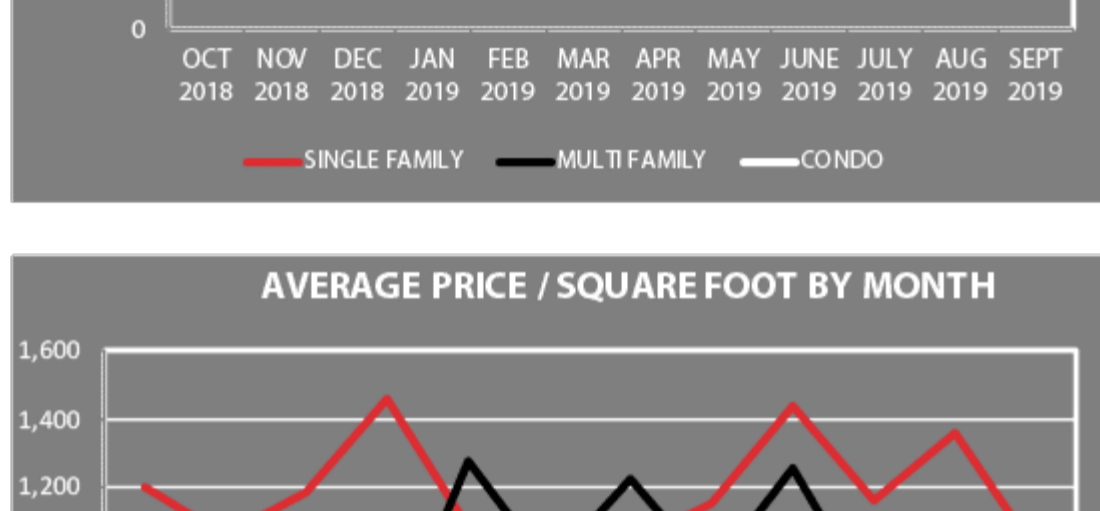 0
OCT NOV DEC JAN FEB MAR APR MAY JUNE JULY AUG SEPT
2018 2018 2018 2019 2019 2019 2019 2019 2019 2019 2019 2019
SINGLE FAMILY MULTI FAMILY CONDO
AVERAGE PRICE / SQUARE FOOT BY MONTH
1,600
1,400
1,200